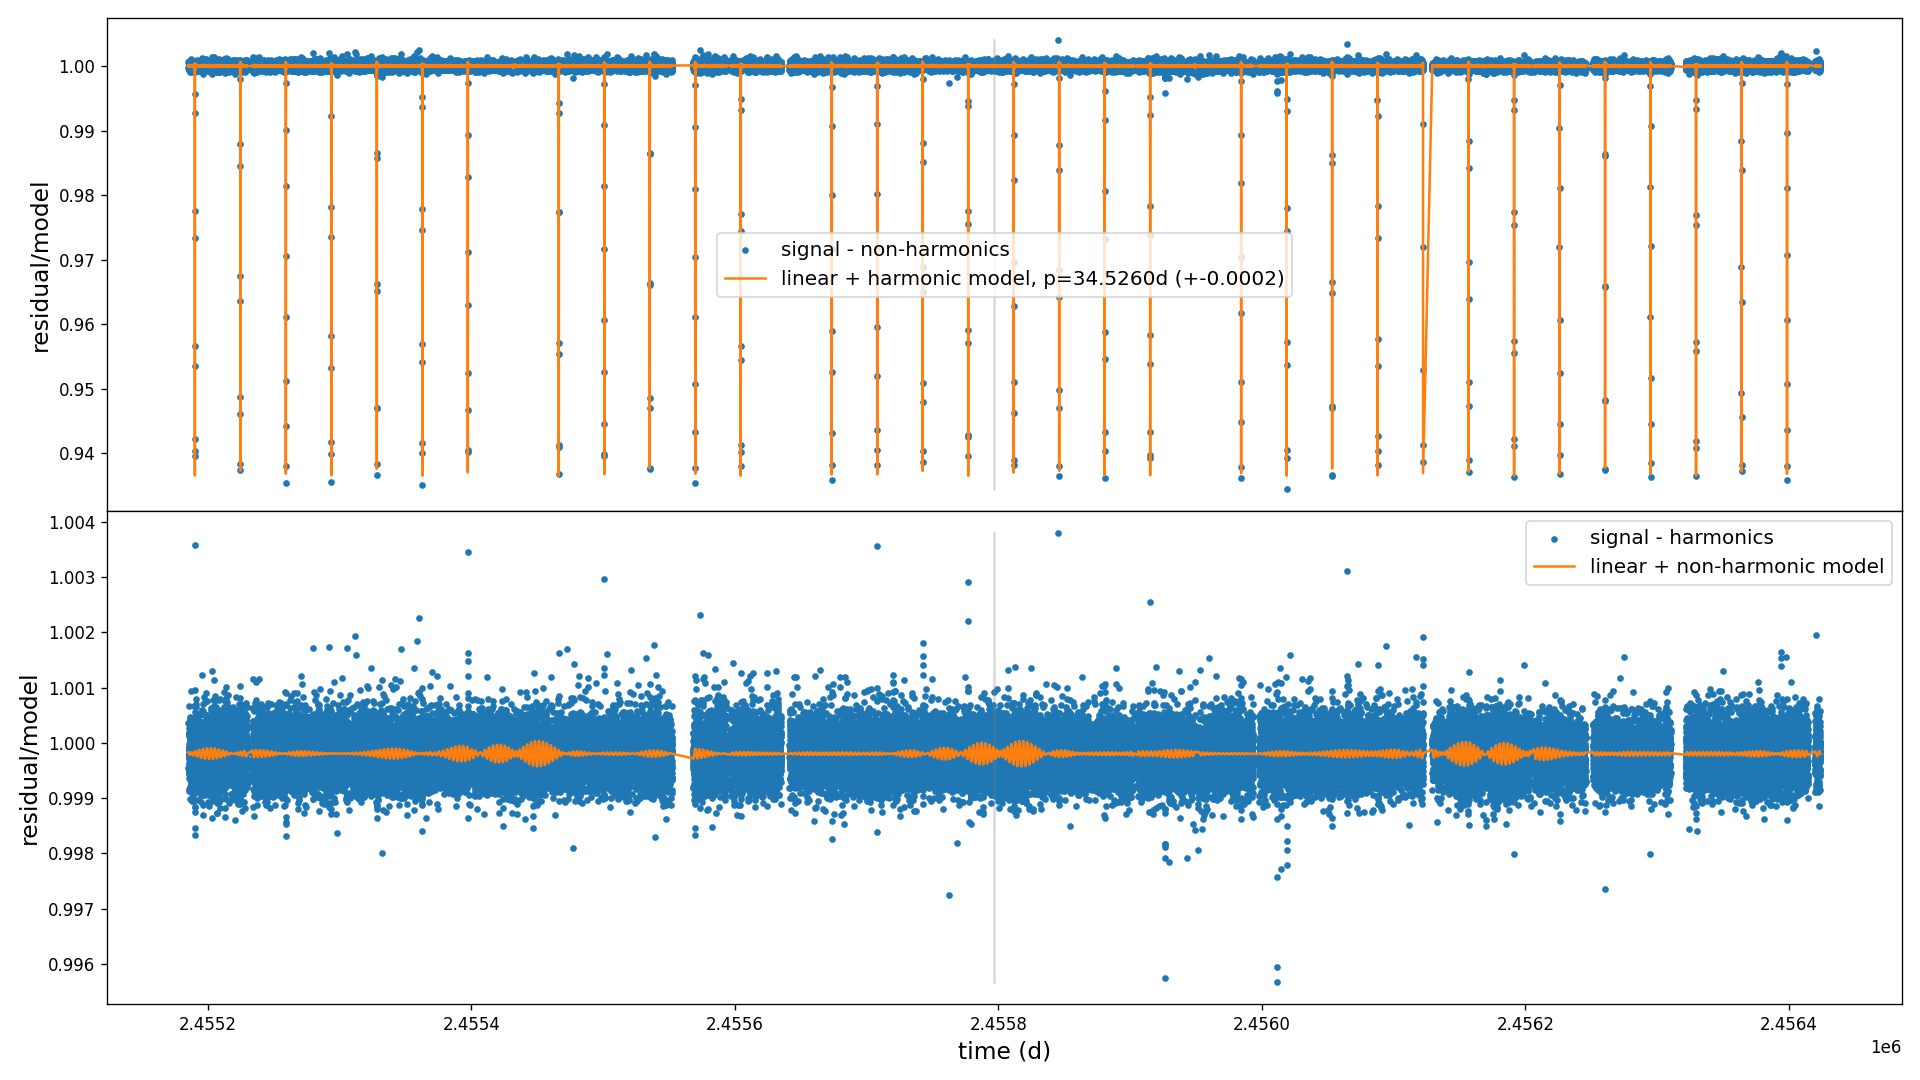 residual/model
1.00
0.99
0.98
0.97
0.96
0.95
0.94
signal - non-harmonics
linear + harmonic model, p=34.5260d (+-0.0002)
residual/model
1.004
1.003
1.002
1.001
1.000
0.999
0.998
0.997
0.996
signal - harmonics
linear + non-harmonic model
2.4552
2.4554
2.4556
2.4558
2.4560
2.4562
2.4564
1e6
time (d)